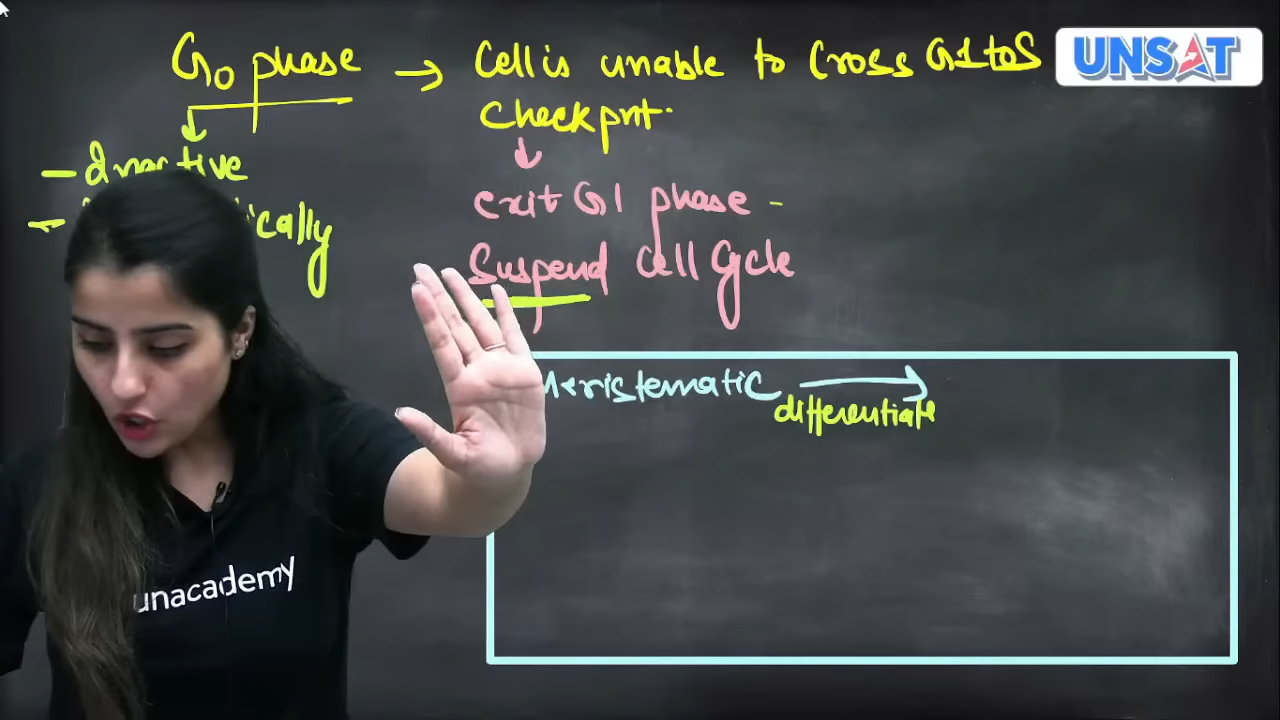 G0 phase → Cell is unable to Cross G1 to S
Checkpnt.
UNSAT
- Inactive
exit G1 phase -
Suspend Cell Cycle
Meristematic →
differentiate
unacademy